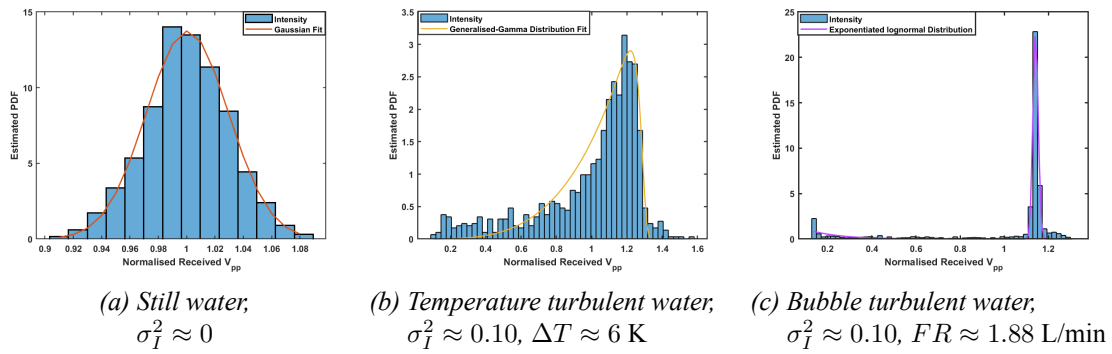 Intensity
Gaussian Fit
15
10
5
0
Estimated PDF
0.9 0.92 0.94 0.96 0.98 1 1.02 1.04 1.06 1.08
Normalised Received V_pp
(a) Still water,
σ_I^2 ≈ 0
Intensity
Generalised-Gamma Distribution Fit
3.5
3
2.5
2
1.5
1
0.5
0
Estimated PDF
0.2 0.4 0.6 0.8 1 1.2 1.4 1.6
Normalised Received V_pp
(b) Temperature turbulent water,
σ_I^2 ≈ 0.10, ΔT ≈ 6 K
Intensity
Exponentiated lognormal Distribution
25
20
15
10
5
0
Estimated PDF
0.2 0.4 0.6 0.8 1 1.2
Normalised Received V_pp
(c) Bubble turbulent water,
σ_I^2 ≈ 0.10, FR ≈ 1.88 L/min